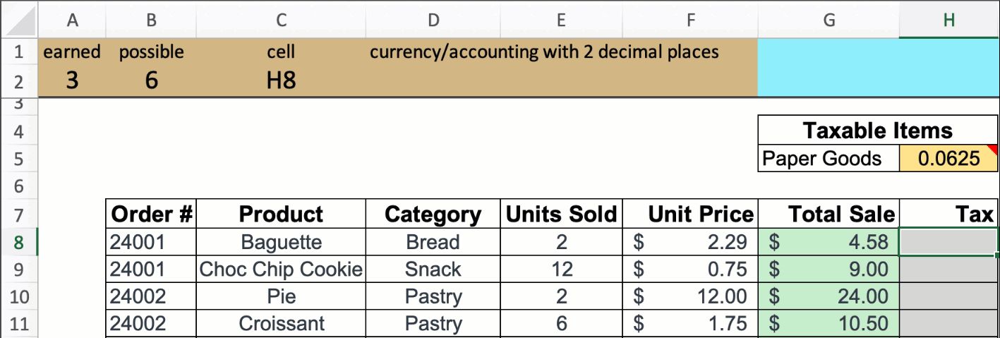 A B C D E F G H
1 earned possible cell currency/accounting with 2 decimal places
2 3 6 H8
3
4 Taxable Items
5 Paper Goods 0.0625
6
7 Order # Product Category Units Sold Unit Price Total Sale Tax
8 24001 Baguette Bread 2 $ 2.29 $ 4.58
9 24001 Choc Chip Cookie Snack 12 $ 0.75 $ 9.00
10 24002 Pie Pastry 2 $ 12.00 $ 24.00
11 24002 Croissant Pastry 6 $ 1.75 $ 10.50